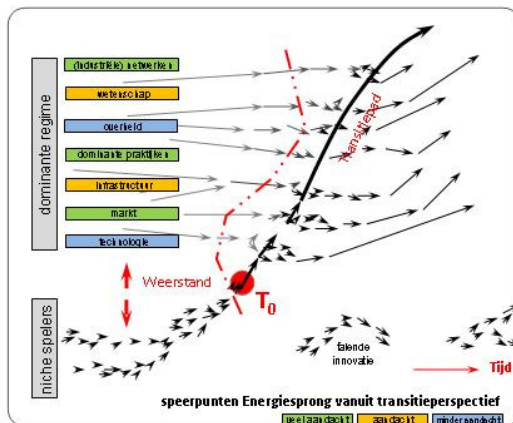 dominante regime
(industriële) netwerken
wetenschap
overheid
dominante praktijken
infrastructuur
markt
technologie
Transitiepad
Weerstand
T0
niche spelers
falende
innovatie
Tijd
speerpunten Energiesprong vanuit transitieperspectief
veel aandacht
aandacht
minder aandacht